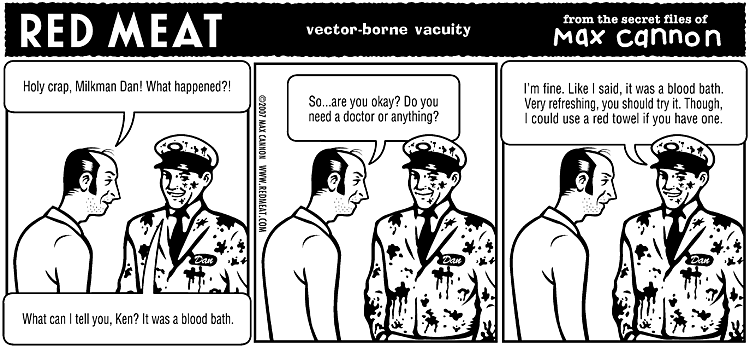 RED MEAT
vector-borne vacuity
from the secret files of
Max Cannon
Holy crap, Milkman Dan! What happened?!
Dan
What can I tell you, Ken? It was a blood bath.
©2007 MAX CANNON WWW.REDMEAT.COM
So...are you okay? Do you
need a doctor or anything?
Dan
I'm fine. Like I said, it was a blood bath.
Very refreshing, you should try it. Though,
I could use a red towel if you have one.
Dan